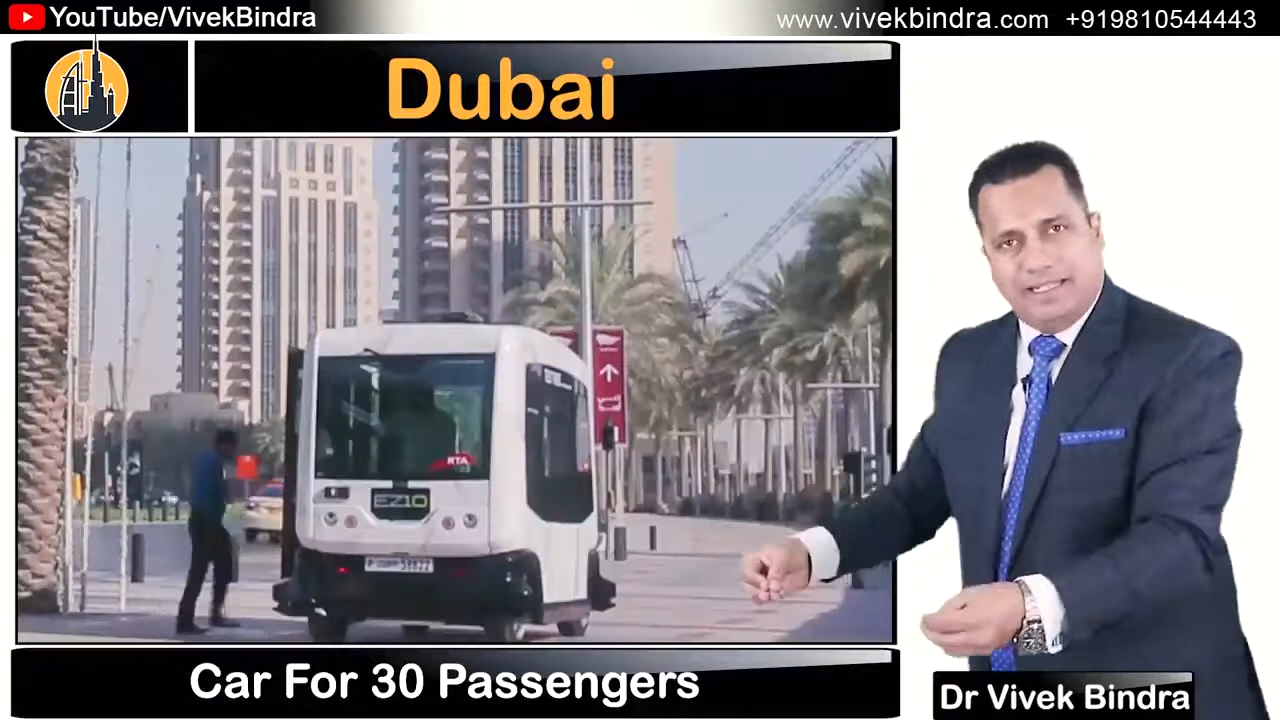 YouTube/VivekBindra
www.vivekbindra.com +919810544443
Dubai
RTA
EZ10
Car For 30 Passengers
Dr Vivek Bindra